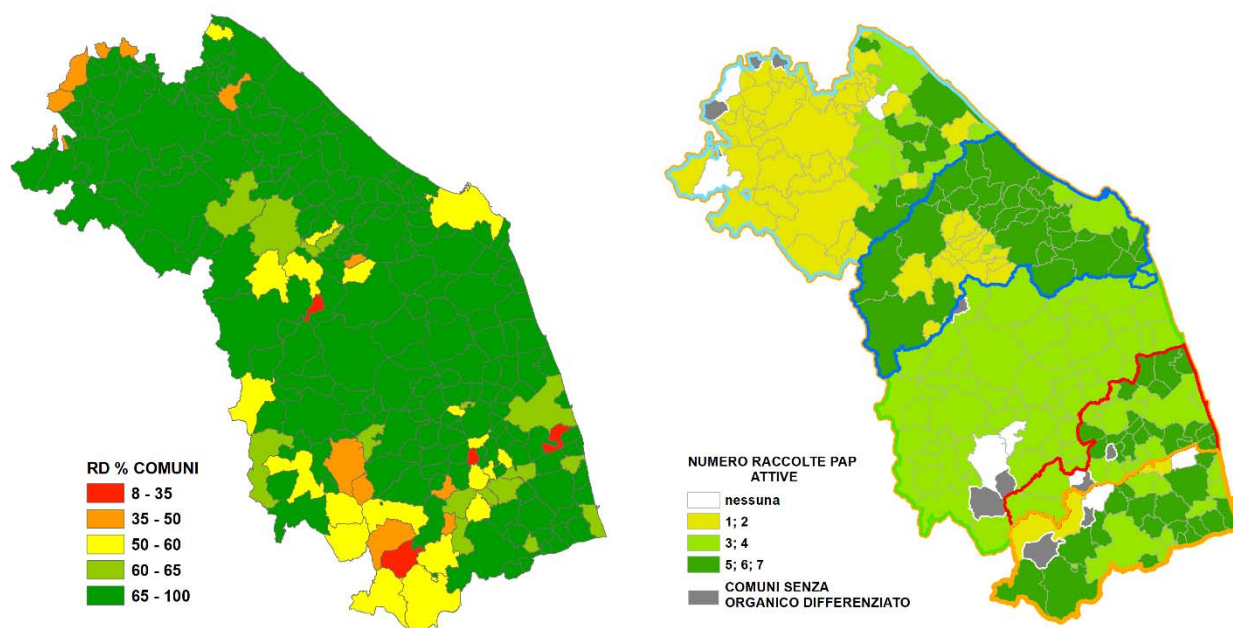 RD % COMUNI
8 - 35
35 - 50
50 - 60
60 - 65
65 - 100
NUMERO RACCOLTE PAP
ATTIVE
nessuna
1; 2
3; 4
5; 6; 7
COMUNI SENZA
ORGANICO DIFFERENZIATO